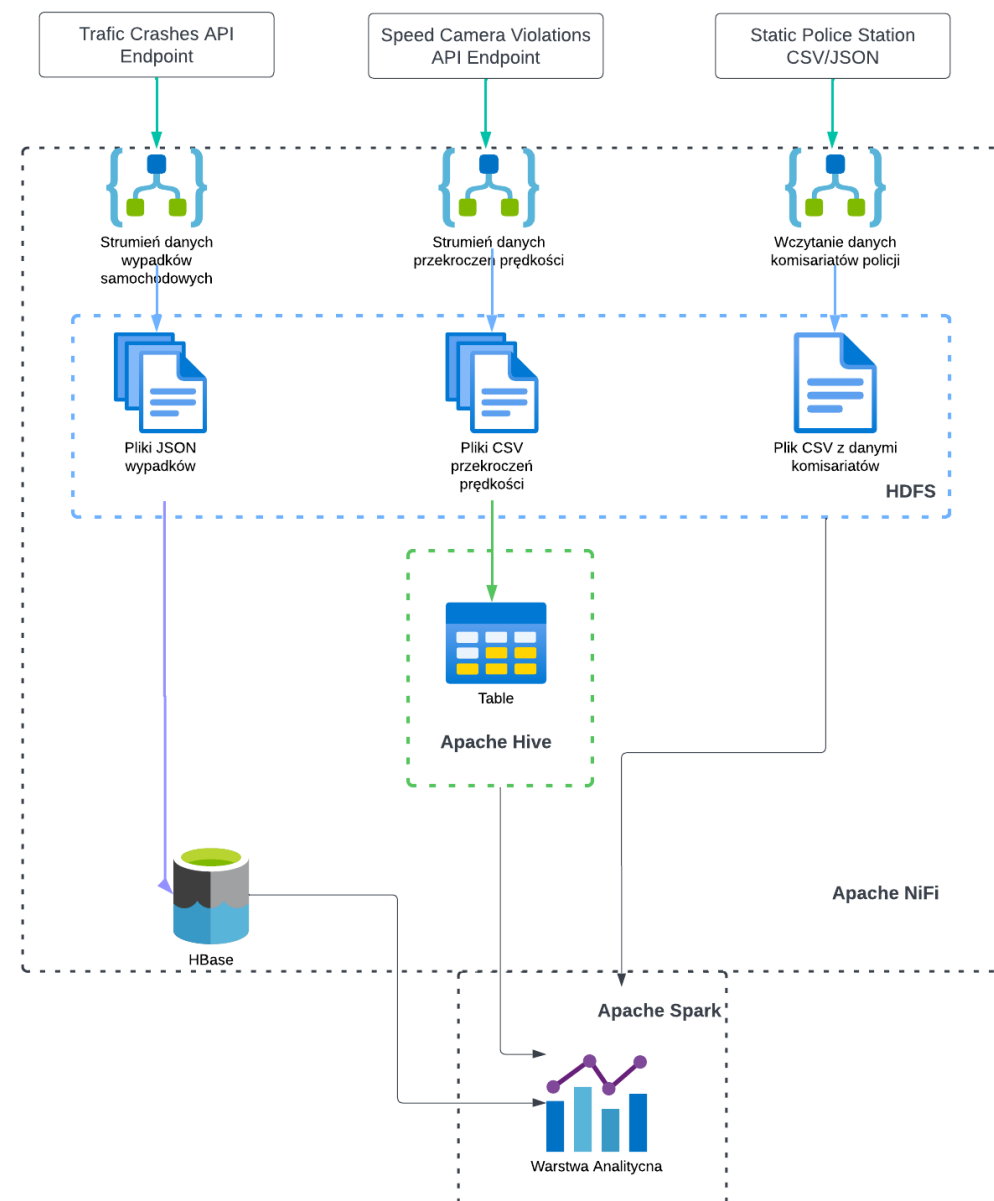 Trafic Crashes API
Endpoint
Speed Camera Violations
API Endpoint
Static Police Station
CSV/JSON
Strumień danych
wypadków
samochodowych
Strumień danych
przekroczeń prędkości
Wczytanie danych
komisariatów policji
Pliki JSON
wypadków
Pliki CSV
przekroczeń
prędkości
Plik CSV z danymi
komisariatów
HDFS
Table
Apache Hive
Apache NiFi
HBase
Apache Spark
Warstwa Analitycna